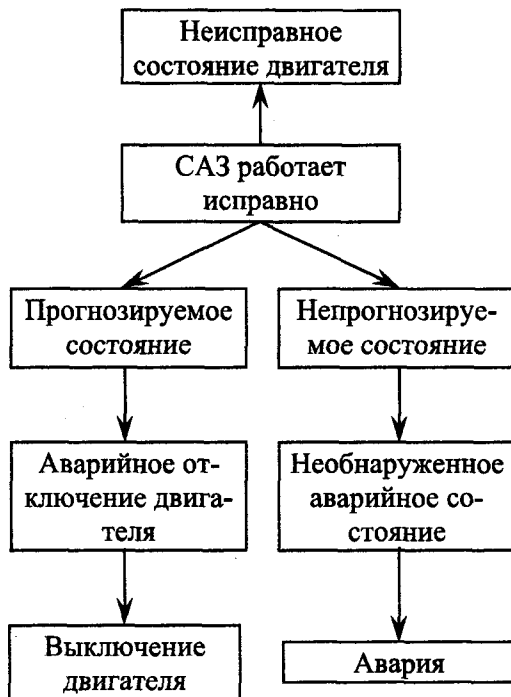 Неисправное
состояние двигателя
САЗ работает
исправно
Прогнозируемое
состояние
Непрогнозируе-
мое состояние
Аварийное от-
ключение двига-
теля
Необнаруженное
аварийное со-
стояние
Выключение
двигателя
Авария